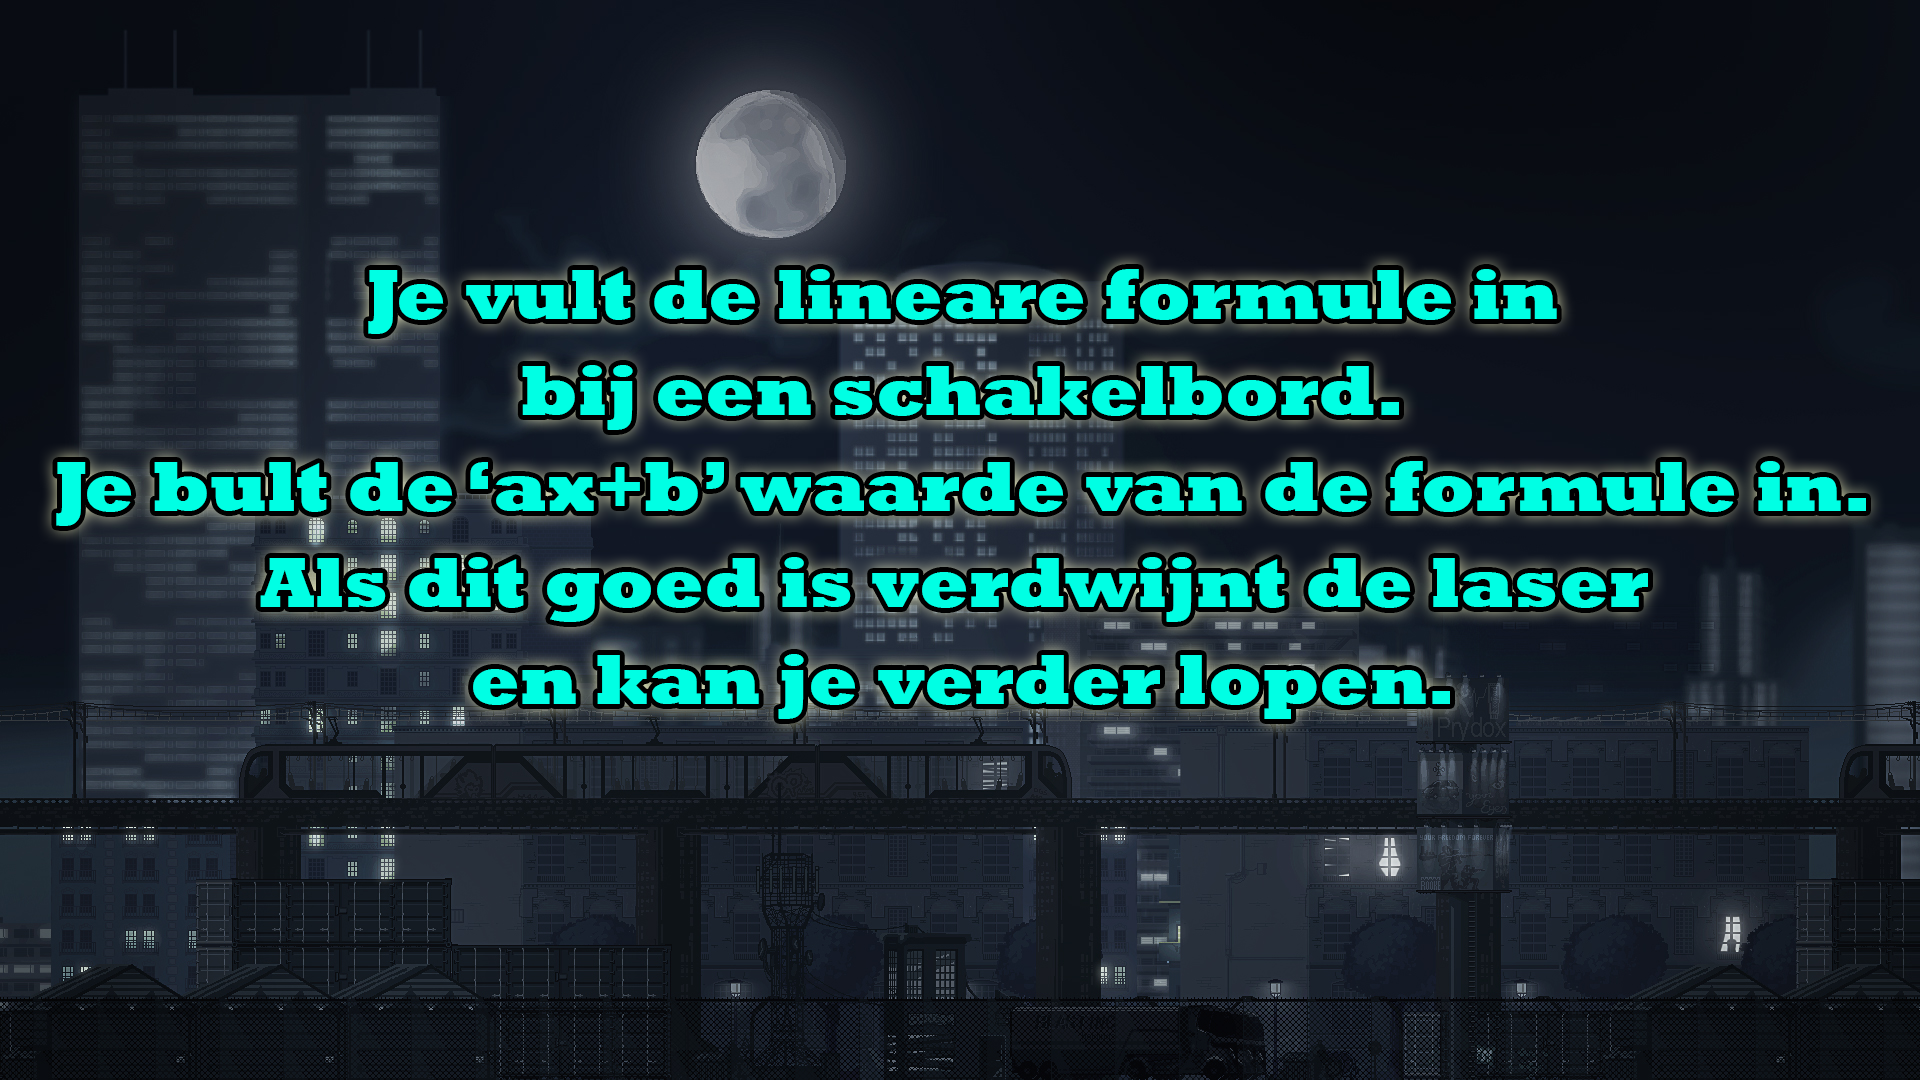 Je vult de lineare formule in
bij een schakelbord.
Je bult de ‘ax+b’ waarde van de formule in.
Als dit goed is verdwijnt de laser
en kan je verder lopen.
Prydox